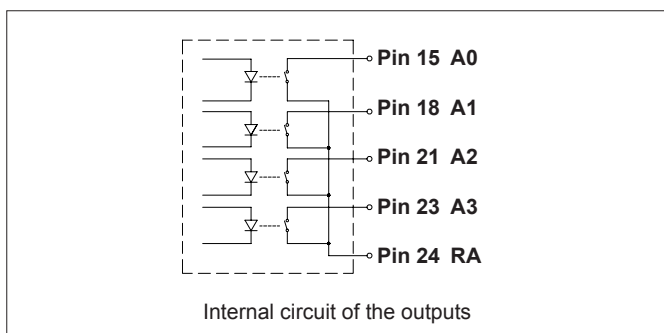 Pin 15 A0
Pin 18 A1
Pin 21 A2
Pin 23 A3
Pin 24 RA
Internal circuit of the outputs